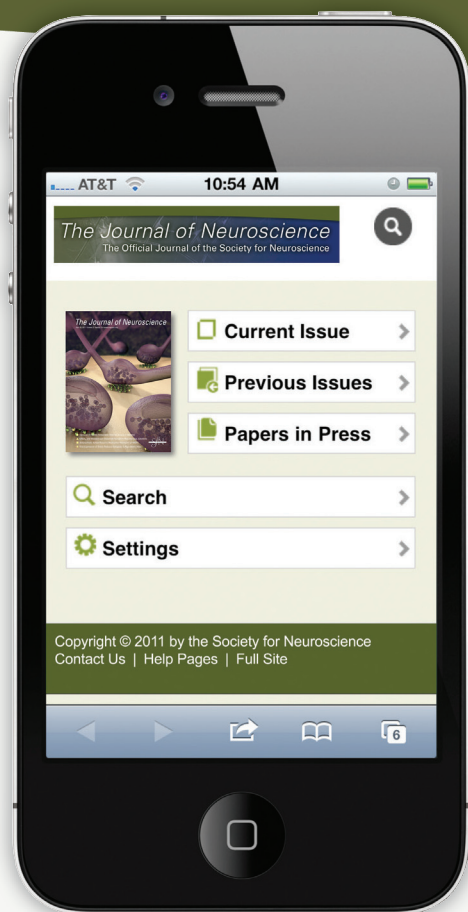 AT&T 10:54 AM
The Journal of Neuroscience
The Official Journal of the Society for Neuroscience
The Journal of Neuroscience
Current Issue
Previous Issues
Papers in Press
Search
Settings
Copyright © 2011 by the Society for Neuroscience
Contact Us | Help Pages | Full Site
6